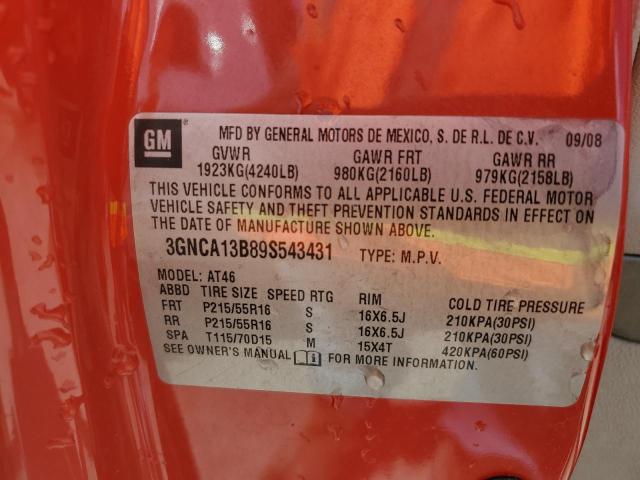 GM MFD BY GENERAL MOTORS DE MEXICO, S. DE R.L. DE C.V. 09/08
GVWR GAWR FRT GAWR RR
1923KG(4240LB) 980KG(2160LB) 979KG(2158LB)
THIS VEHICLE CONFORMS TO ALL APPLICABLE U.S. FEDERAL MOTOR
VEHICLE SAFETY AND THEFT PREVENTION STANDARDS IN EFFECT ON
THE DATE OF MANUFACTURE SHOWN ABOVE.
3GNCA13B89S543431 TYPE: M.P.V.
MODEL: AT46
ABBD TIRE SIZE SPEED RTG RIM COLD TIRE PRESSURE
FRT P215/55R16 S 16X6.5J 210KPA(30PSI)
RR P215/55R16 S 16X6.5J 210KPA(30PSI)
SPA T115/70D15 M 15X4T 420KPA(60PSI)
SEE OWNER'S MANUAL FOR MORE INFORMATION.